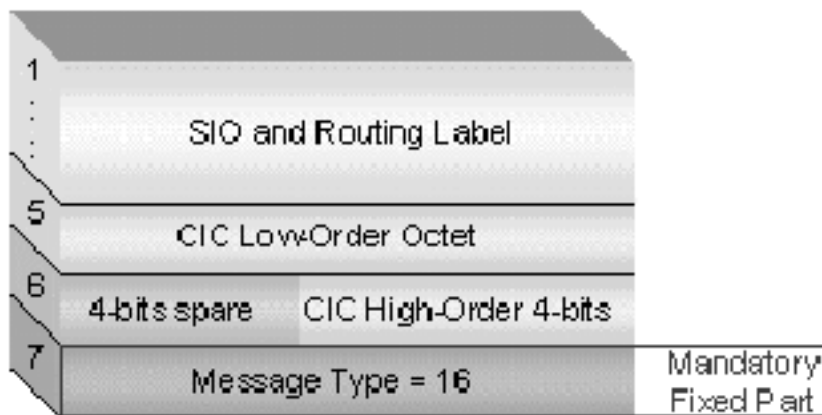 1
SIO and Routing Label
5
CIC Low-Order Octet
6
4-bits spare
CIC High-Order 4-bits
7
Message Type = 16
Mandatory
Fixed Part